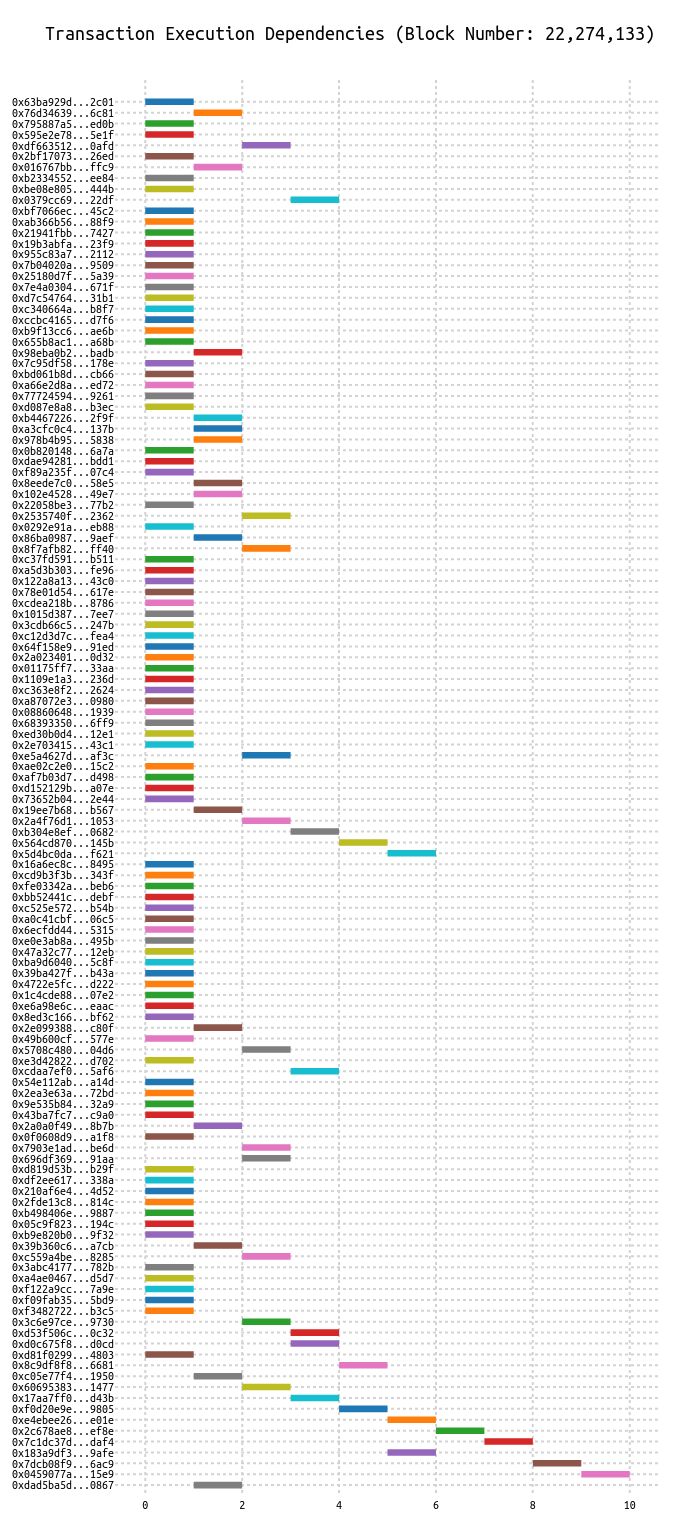 Transaction Execution Dependencies (Block Number: 22,274,133)
0x63ba929d...2c01
0x76d34639...6c81
0x795887a5...ed0b
0x595e2e78...5e1f
0xdf663512...0afd
0x2bf17073...26ed
0x016767bb...ffc9
0xb2334552...ee84
0xbe08e805...444b
0x0379cc69...22df
0xbf7066ec...45c2
0xab366b56...88f9
0x21941fbb...7427
0x19b3abfa...23f9
0x955c83a7...2112
0x7b04020a...9509
0x25180d7f...5a39
0x7e4a0304...671f
0xd7c54764...31b1
0xc340664a...b8f7
0xccbc4165...d7f6
0xb9f13cc6...ae6b
0x655b8ac1...a68b
0x98eba0b2...badb
0x7c95df58...178e
0xbd061b8d...cb66
0xa66e2d8a...ed72
0x77724594...9261
0xd087e8a8...b3ec
0xb4467226...2f9f
0xa3cfc0c4...137b
0x978b4b95...5838
0x0b820148...6a7a
0xdae94281...bdd1
0xf89a235f...07c4
0x8eede7c0...58e5
0x102e4528...49e7
0x22058be3...77b2
0x2535740f...2362
0x0292e91a...eb88
0x86ba0987...9aef
0x8f7afb82...ff40
0xc37fd591...b511
0xa5d3b303...fe96
0x122a8a13...43c0
0x78e01d54...617e
0xcdea218b...8786
0x1015d387...7ee7
0x3cdb66c5...247b
0xc12d3d7c...fea4
0x64f158e9...91ed
0x2a023401...0d32
0x01175ff7...33aa
0x1109e1a3...236d
0xc363e8f2...2624
0xa87072e3...0980
0x08860648...1939
0x68393350...6ff9
0xed30b0d4...12e1
0x2e703415...43c1
0xe5a4627d...af3c
0xae02c2e0...15c2
0xaf7b03d7...d498
0xd152129b...a07e
0x73652b04...2e44
0x19ee7b68...b567
0x2a4f76d1...1053
0xb304e8ef...0682
0x564cd870...145b
0x5d4bc0da...f621
0x16a6ec8c...8495
0xcd9b3f3b...343f
0xfe03342a...beb6
0xbb52441c...debf
0xc525e572...b54b
0xa0c41cbf...06c5
0x6ecfdd44...5315
0xe0e3ab8a...495b
0x47a32c77...12eb
0xba9d6040...5c8f
0x39ba427f...b43a
0x4722e5fc...d222
0x1c4cde88...07e2
0xe6a98e6c...eaac
0x8ed3c166...bf62
0x2e099388...c80f
0x49b600cf...577e
0x5708c480...04d6
0xe3d42822...d702
0xcdaa7ef0...5af6
0x54e112ab...a14d
0x2ea3e63a...72bd
0x9e535b84...32a9
0x43ba7fc7...c9a0
0x2a0a0f49...8b7b
0x0f0608d9...a1f8
0x7903e1ad...be6d
0x696df369...91aa
0xd819d53b...b29f
0xdf2ee617...338a
0x210af6e4...4d52
0x2fde13c8...814c
0xb498406e...9887
0x05c9f823...194c
0xb9e820b0...9f32
0x39b360c6...a7cb
0xc559a4be...8285
0x3abc4177...782b
0xa4ae0467...d5d7
0xf122a9cc...7a9e
0xf09fab35...5bd9
0xf3482722...b3c5
0x3c6e97ce...9730
0xd53f506c...0c32
0xd0c675f8...d0cd
0xd81f0299...4803
0x8c9df8f8...6681
0xc05e77f4...1950
0x60695383...1477
0x17aa7ff0...d43b
0xf0d20e9e...9805
0xe4ebee26...e01e
0x2c678ae8...ef8e
0x7c1dc37d...daf4
0x183a9df3...9afe
0x7dcb08f9...6ac9
0x0459077a...15e9
0xdad5ba5d...0867
0 2 4 6 8 10